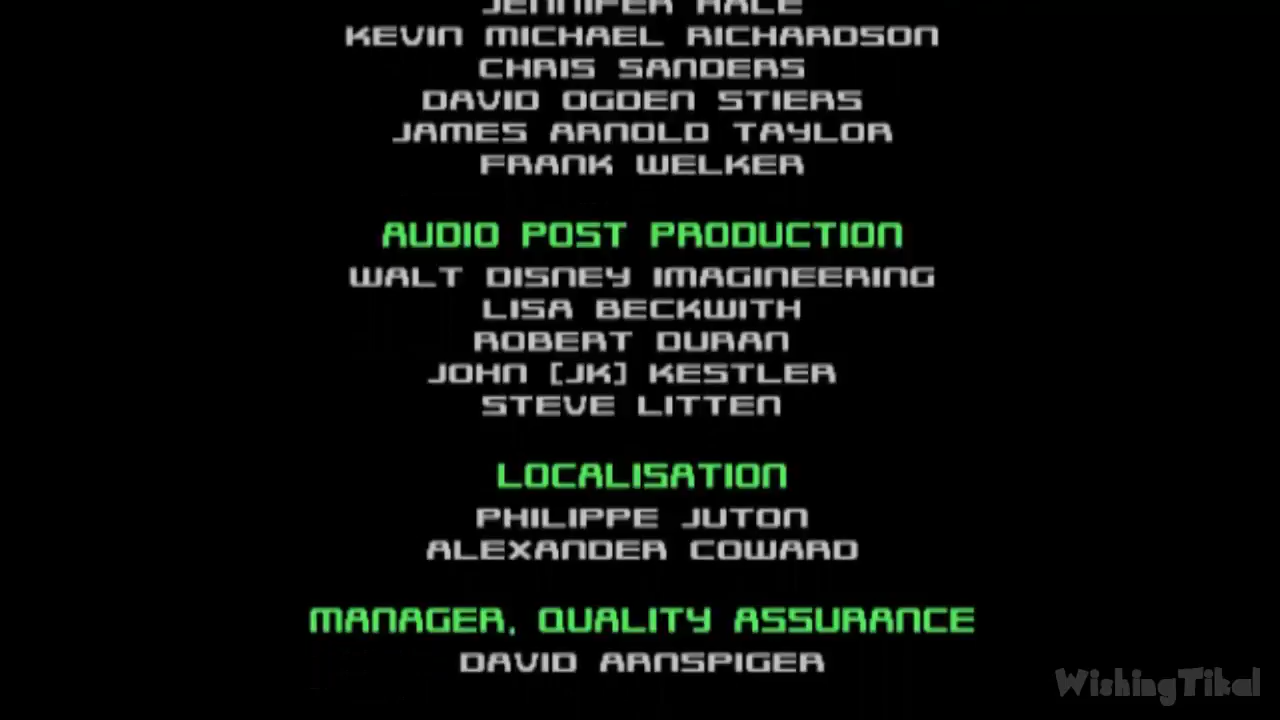 JENNIFER HALE
KEVIN MICHAEL RICHARDSON
CHRIS SANDERS
DAVID OGDEN STIERS
JAMES ARNOLD TAYLOR
FRANK WELKER
AUDIO POST PRODUCTION
WALT DISNEY IMAGINEERING
LISA BECKWITH
ROBERT DURAN
JOHN [JK] KESTLER
STEVE LITTEN
LOCALISATION
PHILIPPE JUTON
ALEXANDER COWARD
MANAGER, QUALITY ASSURANCE
DAVID ARNSPIGER
WishingTikal